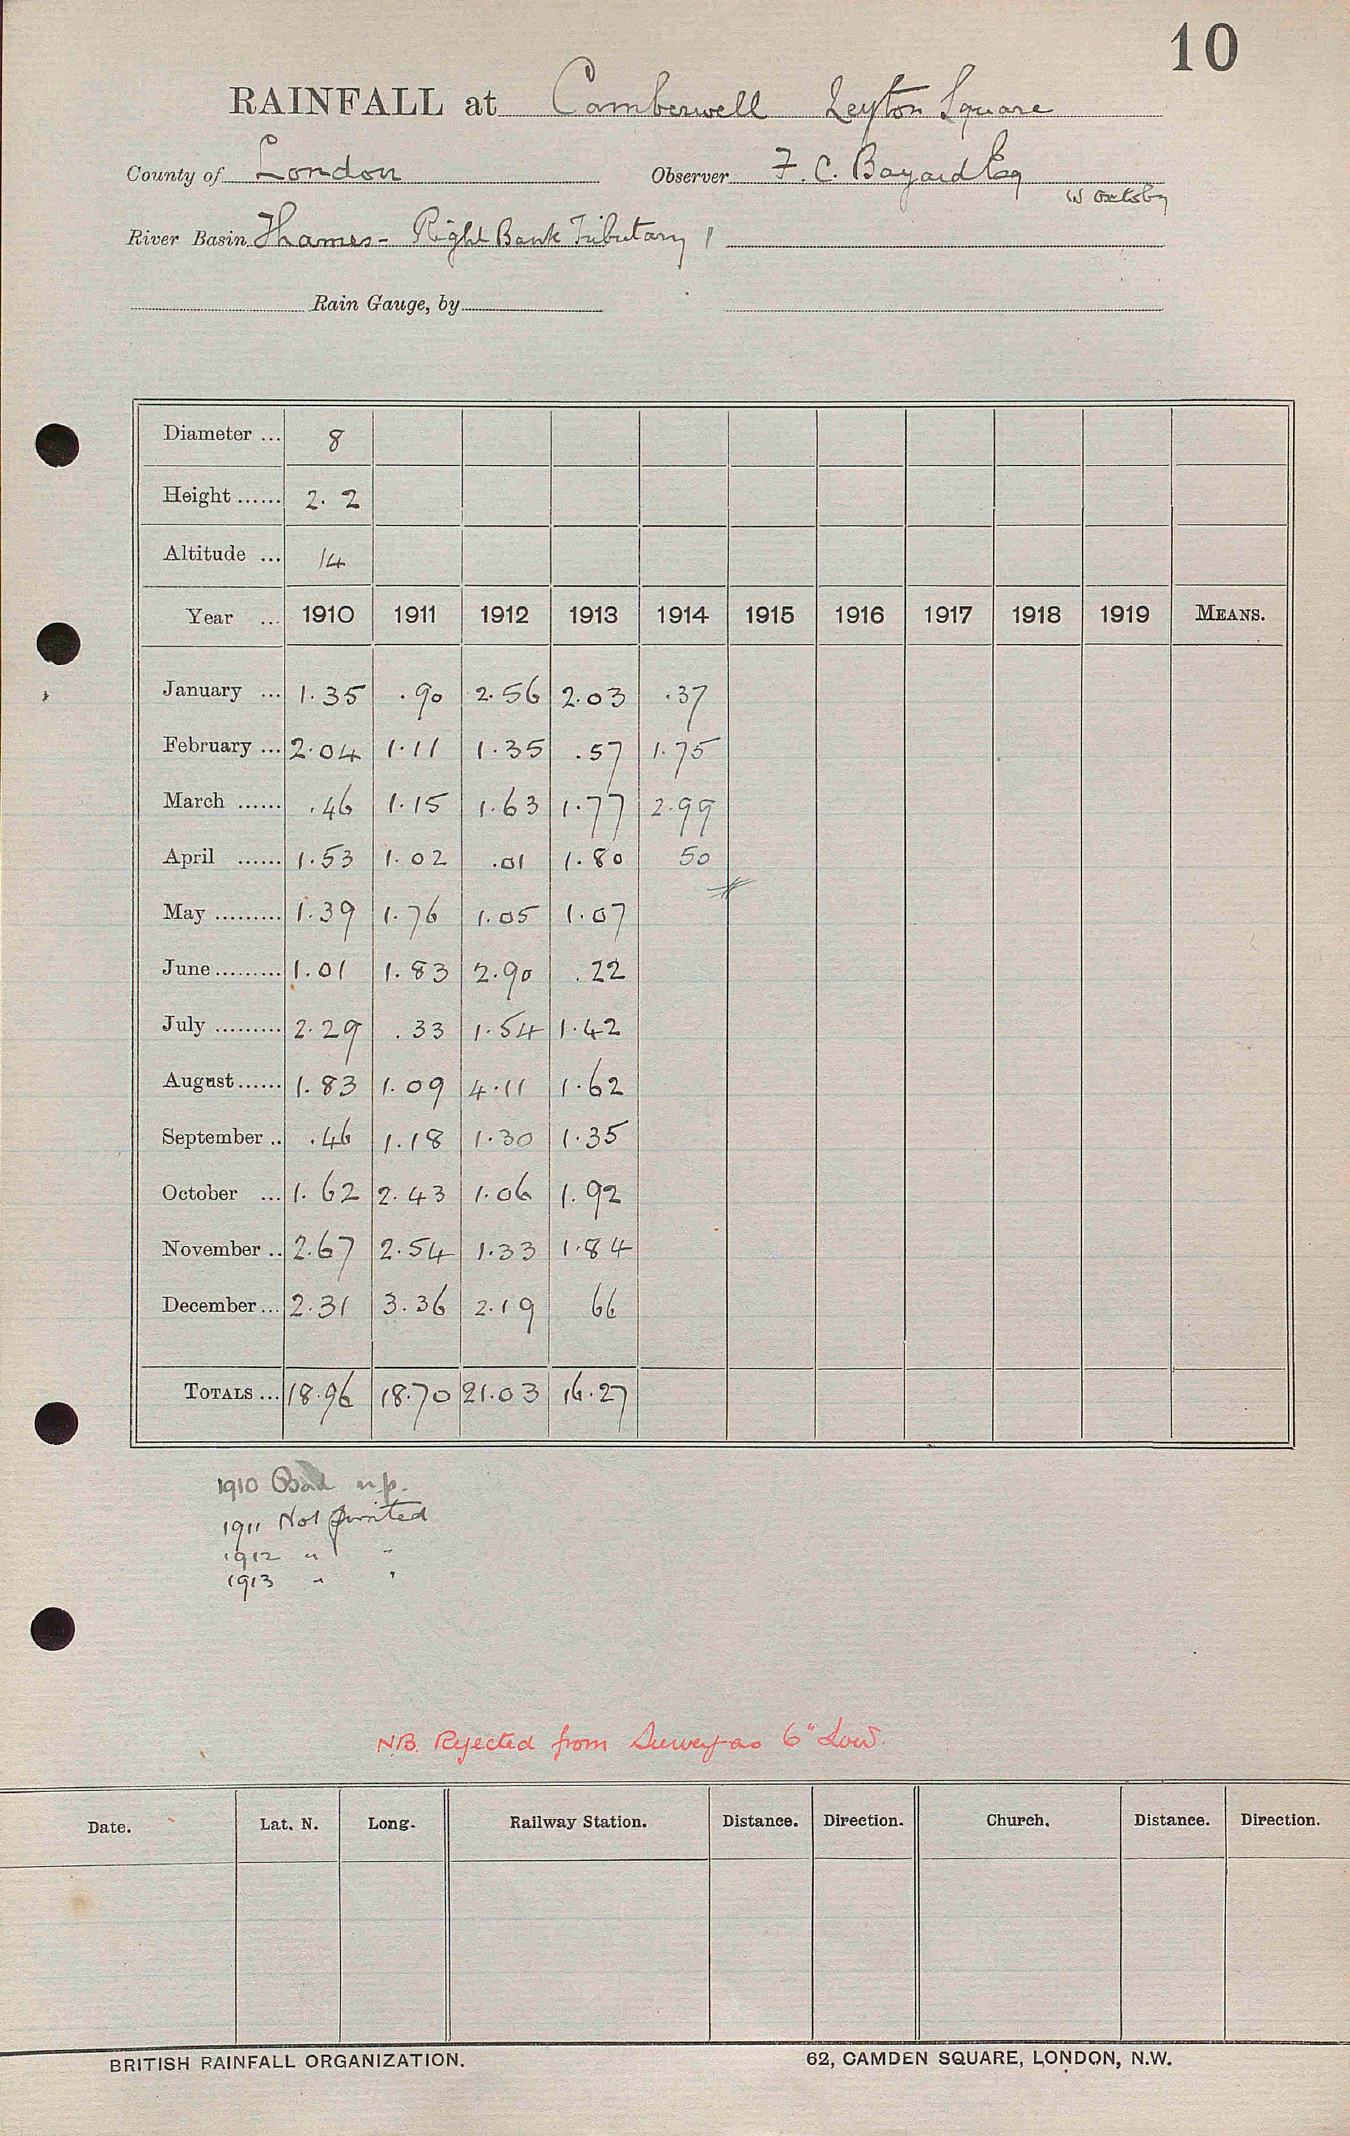 10
RAINFALL at Camberwell Leyton Square
County of London Observer F. C. Bayard Esq
River Basin Thames - Right Bank Tributary 1
Rain Gauge, by
Diameter ... 8
Height ...... 2.2
Altitude ... 14
Year ... 1910 1911 1912 1913 1914 1915 1916 1917 1918 1919 MEANS.
January ... 1.35 .90 2.56 2.03 .37
February ... 2.04 1.11 1.35 .57 1.75
March ...... .46 1.15 1.63 1.77 2.99
April ...... 1.53 1.02 .01 1.80 50
May ......... 1.39 1.76 1.05 1.07
June ......... 1.01 1.83 2.90 .22
July ......... 2.29 .33 1.54 1.42
August ...... 1.83 1.09 4.11 1.62
September .. .46 1.18 1.30 1.35
October ... 1.62 2.43 1.06 1.92
November .. 2.67 2.54 1.33 1.84
December ... 2.31 3.36 2.19 66
TOTALS ... 18.96 18.70 21.03 16.27
1910 Bad n p.
1911 Not printed
1912 " "
1913 " "
N.B. Rejected from Survey as 6" Low.
Date. Lat. N. Long. Railway Station. Distance. Direction. Church. Distance. Direction.
BRITISH RAINFALL ORGANIZATION. 62, CAMDEN SQUARE, LONDON, N.W.